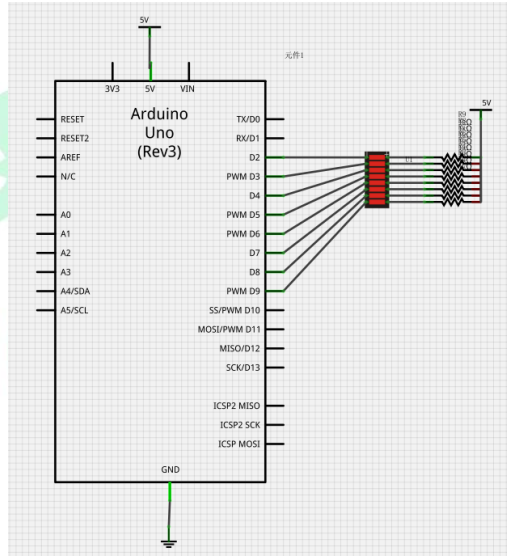 5V
元件1
3V3
5V
VIN
Arduino
Uno
(Rev3)
RESET
RESET2
AREF
N/C
A0
A1
A2
A3
A4/SDA
A5/SCL
TX/D0
RX/D1
D2
PWM D3
D4
PWM D5
PWM D6
D7
D8
PWM D9
SS/PWM D10
MOSI/PWM D11
MISO/D12
SCK/D13
ICSP2 MISO
ICSP2 SCK
ICSP MOSI
GND
5V